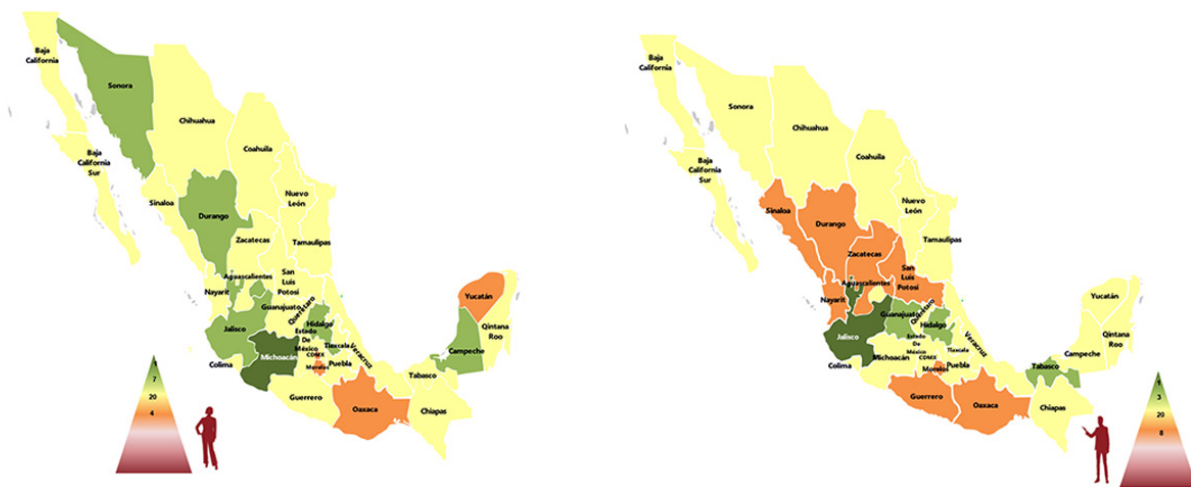 Baja
California
Sonora
Chihuahua
Coahuila
Baja
California
Sur
Sinaloa
Nuevo
León
Durango
Tamaulipas
Zacatecas
San
Luis
Potosí
Aguascalientes
Nayarit
Guanajuato
Querétaro
Hidalgo
Jalisco
Estado
De
México
Michoacán
CDMX
Tlaxcala
Veracruz
Colima
Morelos
Puebla
Guerrero
Oaxaca
Tabasco
Chiapas
Yucatán
Qintana
Roo
Campeche
7
20
4
Baja
California
Sonora
Chihuahua
Coahuila
Baja
California
Sur
Sinaloa
Nuevo
León
Durango
Tamaulipas
Zacatecas
San
Luis
Potosí
Aguascalientes
Nayarit
Guanajuato
Querétaro
Hidalgo
Jalisco
Estado
De
México
Michoacán
CDMX
Tlaxcala
Veracruz
Colima
Morelos
Puebla
Guerrero
Oaxaca
Tabasco
Chiapas
Yucatán
Qintana
Roo
Campeche
3
20
8